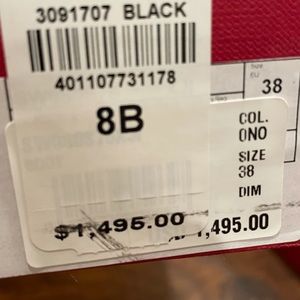 3091707 BLACK
401107731178
8B
38
COL.
0NO
SIZE
38
DIM
$1,495.00
1,495.00